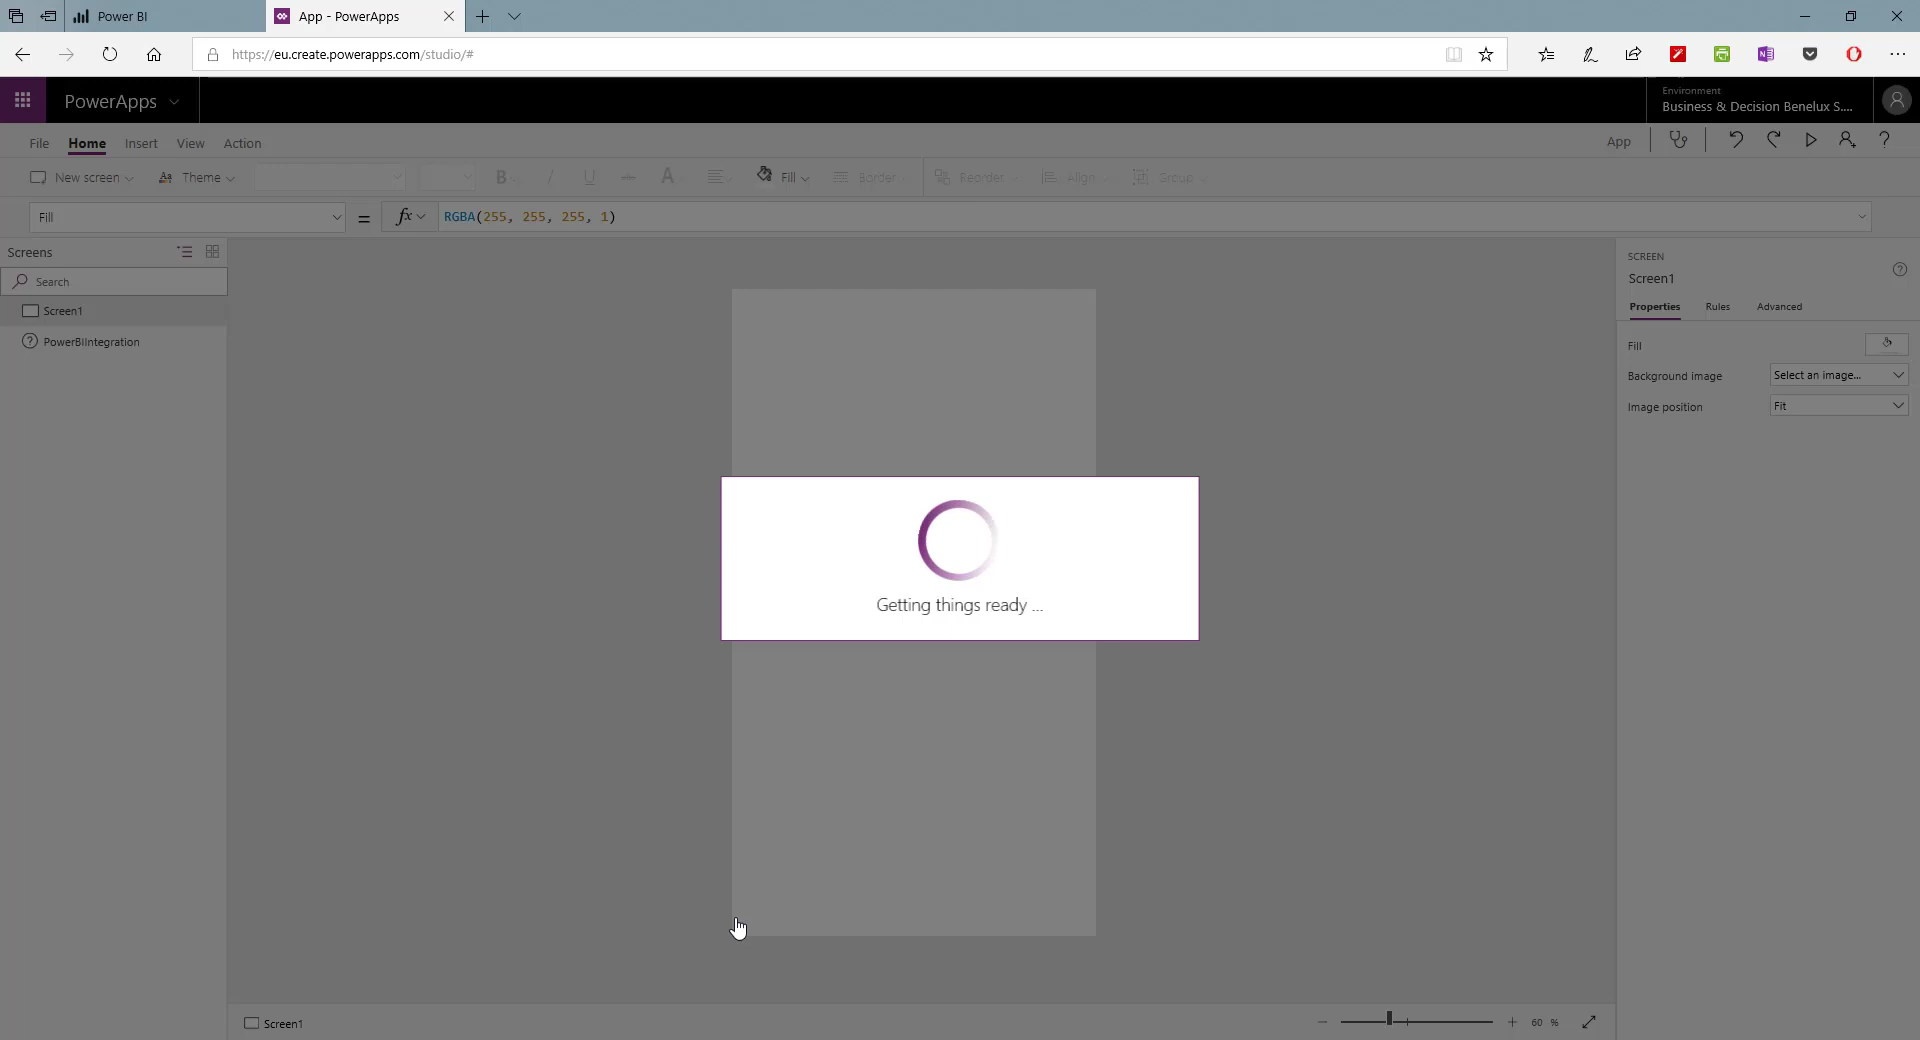 Power BI
App - PowerApps
https://eu.create.powerapps.com/studio/#
PowerApps
Environment
Business & Decision Benelux S....
File Home Insert View Action
App
New screen Theme B I U A Fill Border Reorder Align Group
Fill = fx RGBA(255, 255, 255, 1)
Screens
Search
Screen1
PowerBIIntegration
SCREEN
Screen1
Properties Rules Advanced
Fill
Background image Select an image...
Image position Fit
Getting things ready ...
Screen1
60 %